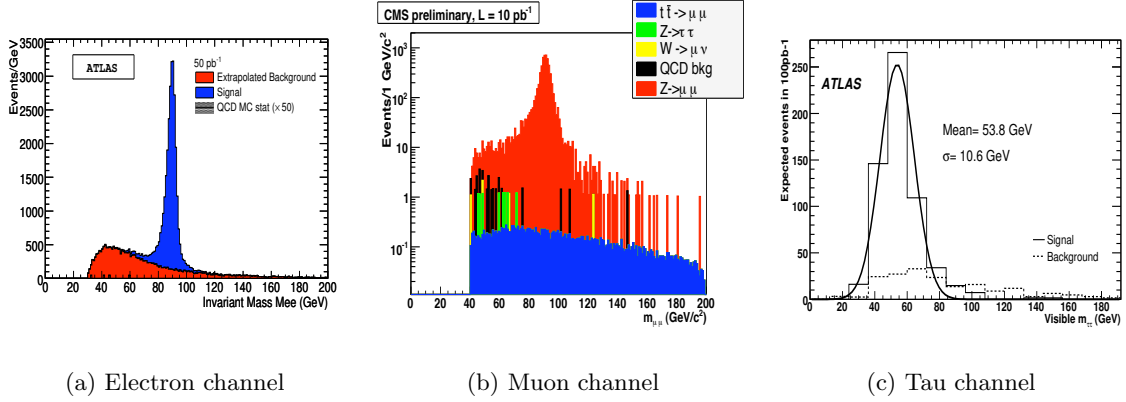 ATLAS
50 pb-1
Extrapolated Background
Signal
QCD MC stat (×50)
Events/GeV
3500
3000
2500
2000
1500
1000
500
0
0 20 40 60 80 100 120 140 160 180 200
Invariant Mass Mee (GeV)
(a) Electron channel
CMS preliminary, L = 10 pb-1
t t̄ -> μ μ
Z-> τ τ
W -> μ ν
QCD bkg
Z->μ μ
Events/1 GeV/c2
103
102
10
1
10-1
0 20 40 60 80 100 120 140 160 180 200
mμμ (GeV/c2)
(b) Muon channel
ATLAS
Mean= 53.8 GeV
σ= 10.6 GeV
Signal
Background
Expected events in 100pb-1
250
200
150
100
50
0
0 20 40 60 80 100 120 140 160 180
Visible mττ (GeV)
(c) Tau channel